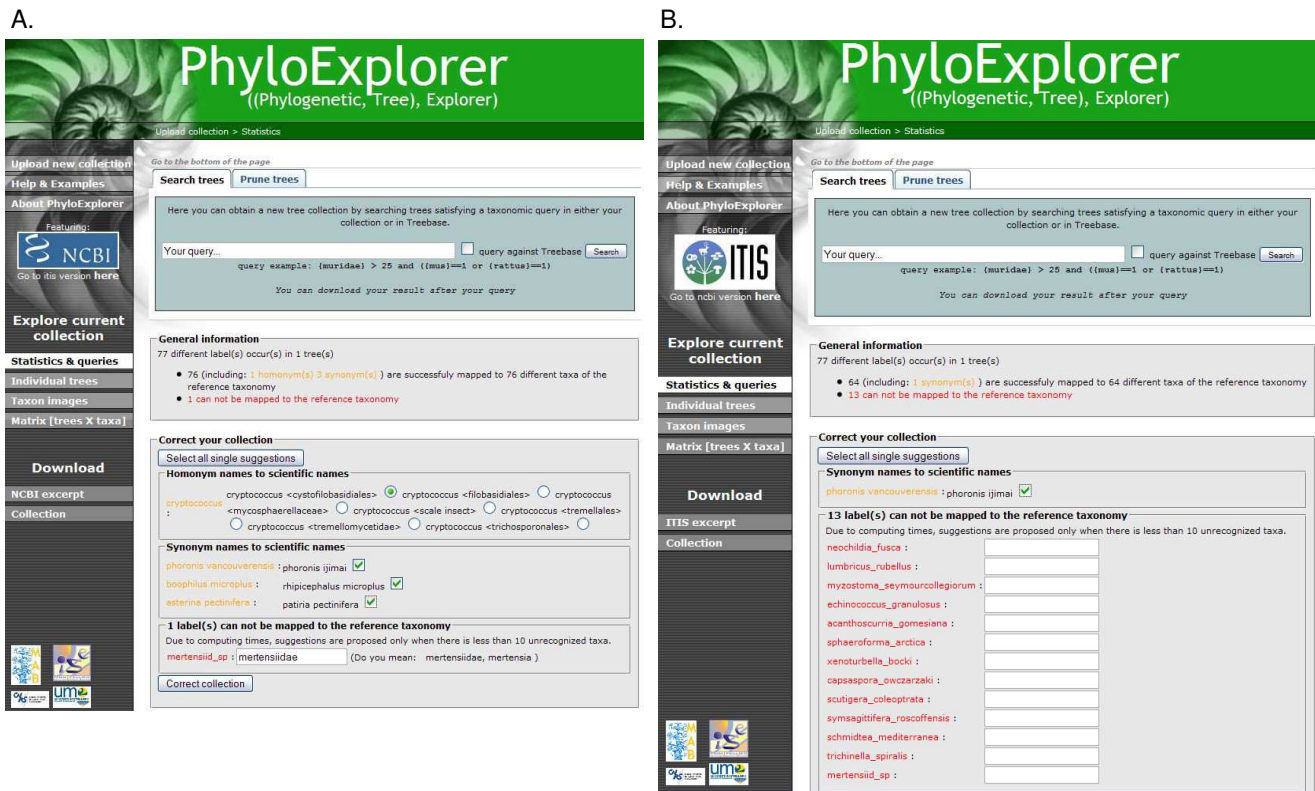 A.
PhyloExplorer
((Phylogenetic, Tree), Explorer)
Upload collection > Statistics
Upload new collection
Help & Examples
About PhyloExplorer
Featuring:
NCBI
Go to itis version here
Explore current
collection
Statistics & queries
Individual trees
Taxon images
Matrix [trees X taxa]
Download
NCBI excerpt
Collection
Go to the bottom of the page
Search trees
Prune trees
Here you can obtain a new tree collection by searching trees satisfying a taxonomic query in either your
collection or in Treebase.
Your query... query against Treebase Search
query example: {muridae} > 25 and ({mus}==1 or {rattus}==1)
You can download your result after your query
General information
77 different label(s) occur(s) in 1 tree(s)
76 (including: 1 homonym(s) 3 synonym(s) ) are successfuly mapped to 76 different taxa of the
reference taxonomy
1 can not be mapped to the reference taxonomy
Correct your collection
Select all single suggestions
Homonym names to scientific names
cryptococcus :
cryptococcus <cystofilobasidiales> cryptococcus <filobasidiales> cryptococcus
<mycosphaerellaceae> cryptococcus <scale insect> cryptococcus <tremellales>
cryptococcus <tremellomycetidae> cryptococcus <trichosporonales>
Synonym names to scientific names
phoronis vancouverensis : phoronis ijimai
boophilus microplus : rhipicephalus microplus
asterina pectinifera : patiria pectinifera
1 label(s) can not be mapped to the reference taxonomy
Due to computing times, suggestions are proposed only when there is less than 10 unrecognized taxa.
mertensiid_sp : mertensiidae (Do you mean: mertensiidae, mertensia )
Correct collection
MAB
ise
ums
B.
PhyloExplorer
((Phylogenetic, Tree), Explorer)
Upload collection > Statistics
Upload new collection
Help & Examples
About PhyloExplorer
Featuring:
ITIS
Go to ncbi version here
Explore current
collection
Statistics & queries
Individual trees
Taxon images
Matrix [trees X taxa]
Download
ITIS excerpt
Collection
Go to the bottom of the page
Search trees
Prune trees
Here you can obtain a new tree collection by searching trees satisfying a taxonomic query in either your
collection or in Treebase.
Your query... query against Treebase Search
query example: {muridae} > 25 and ({mus}==1 or {rattus}==1)
You can download your result after your query
General information
77 different label(s) occur(s) in 1 tree(s)
64 (including: 1 synonym(s) ) are successfuly mapped to 64 different taxa of the reference taxonomy
13 can not be mapped to the reference taxonomy
Correct your collection
Select all single suggestions
Synonym names to scientific names
phoronis vancouverensis : phoronis ijimai
13 label(s) can not be mapped to the reference taxonomy
Due to computing times, suggestions are proposed only when there is less than 10 unrecognized taxa.
neochildia_fusca :
lumbricus_rubellus :
myzostoma_seymourcollegiorum :
echinococcus_granulosus :
acanthoscurria_gomesiana :
sphaeroforma_arctica :
xenoturbella_bocki :
capsaspora_owczarzaki :
scutigera_coleoptrata :
symsagittifera_roscoffensis :
schmidtea_mediterranea :
trichinella_spiralis :
mertensiid_sp :
MAB
ise